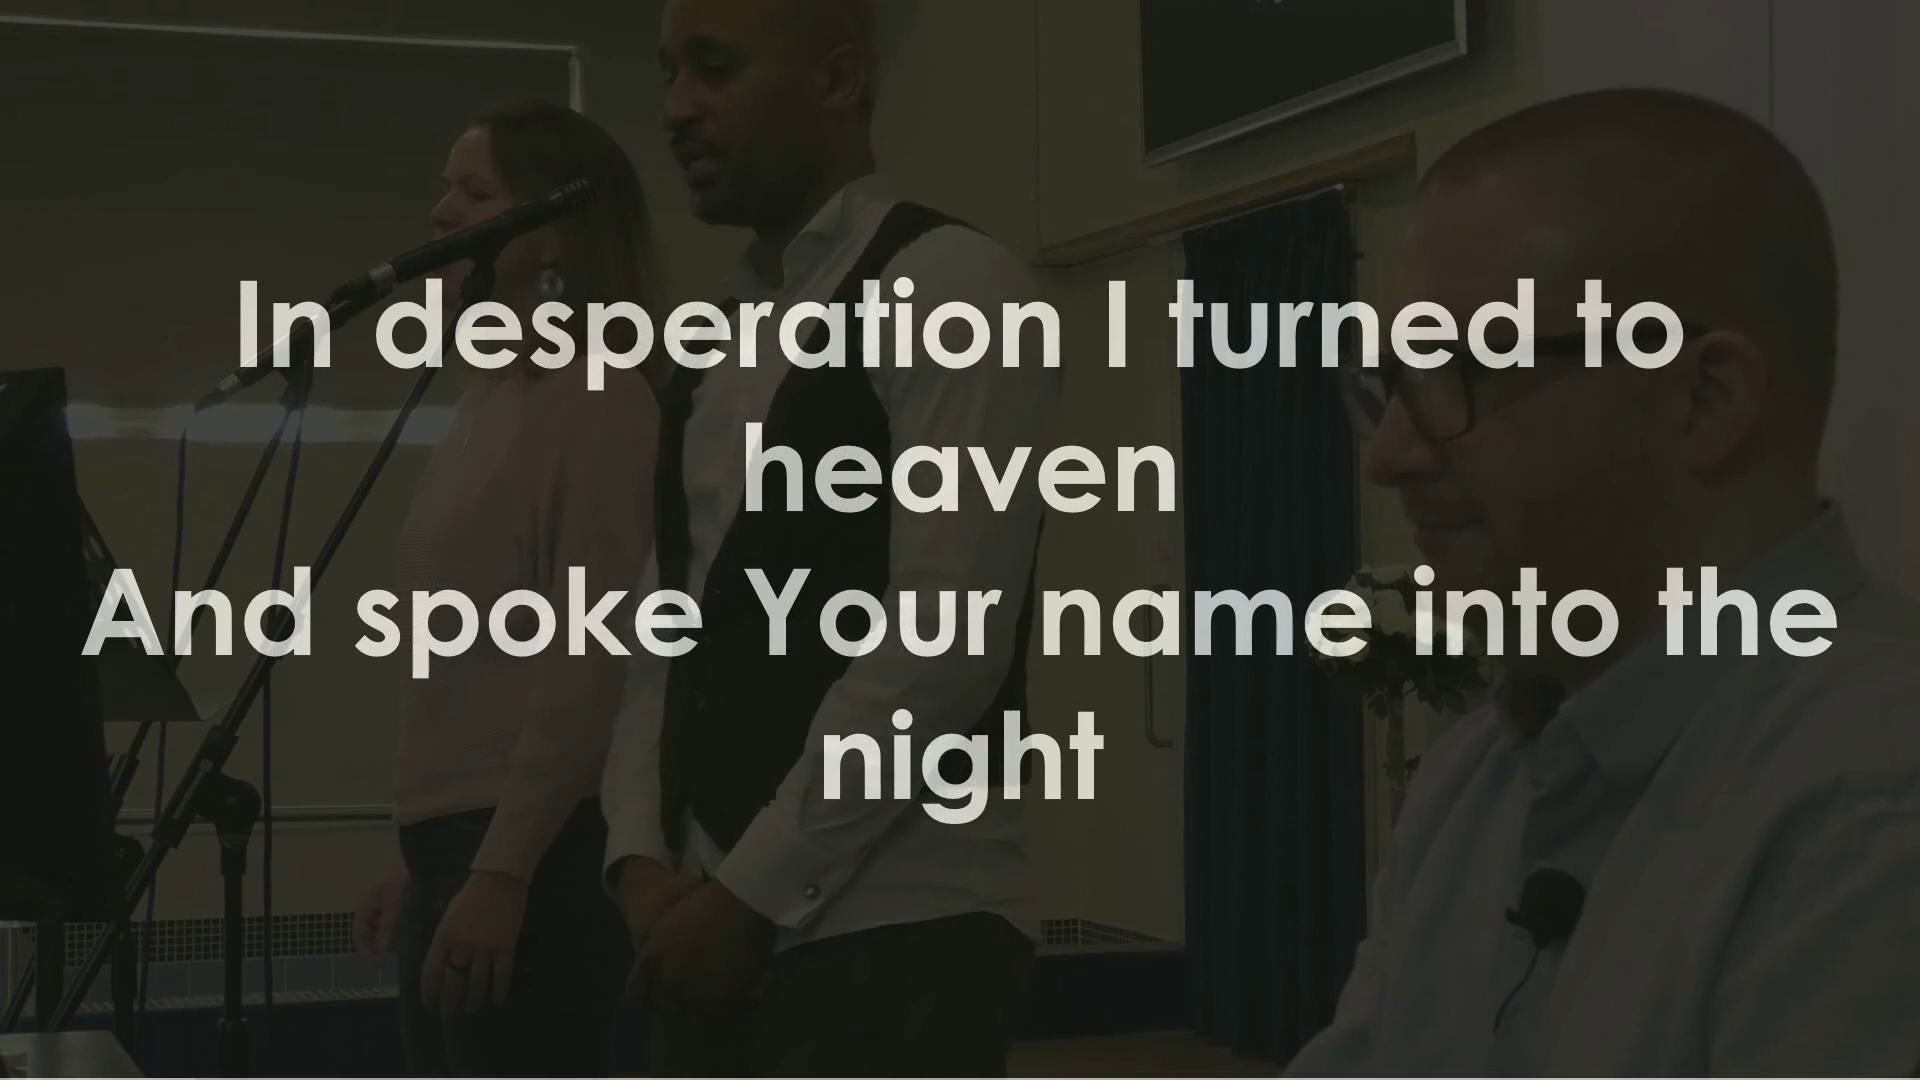 In desperation I turned to
heaven
And spoke Your name into the
night